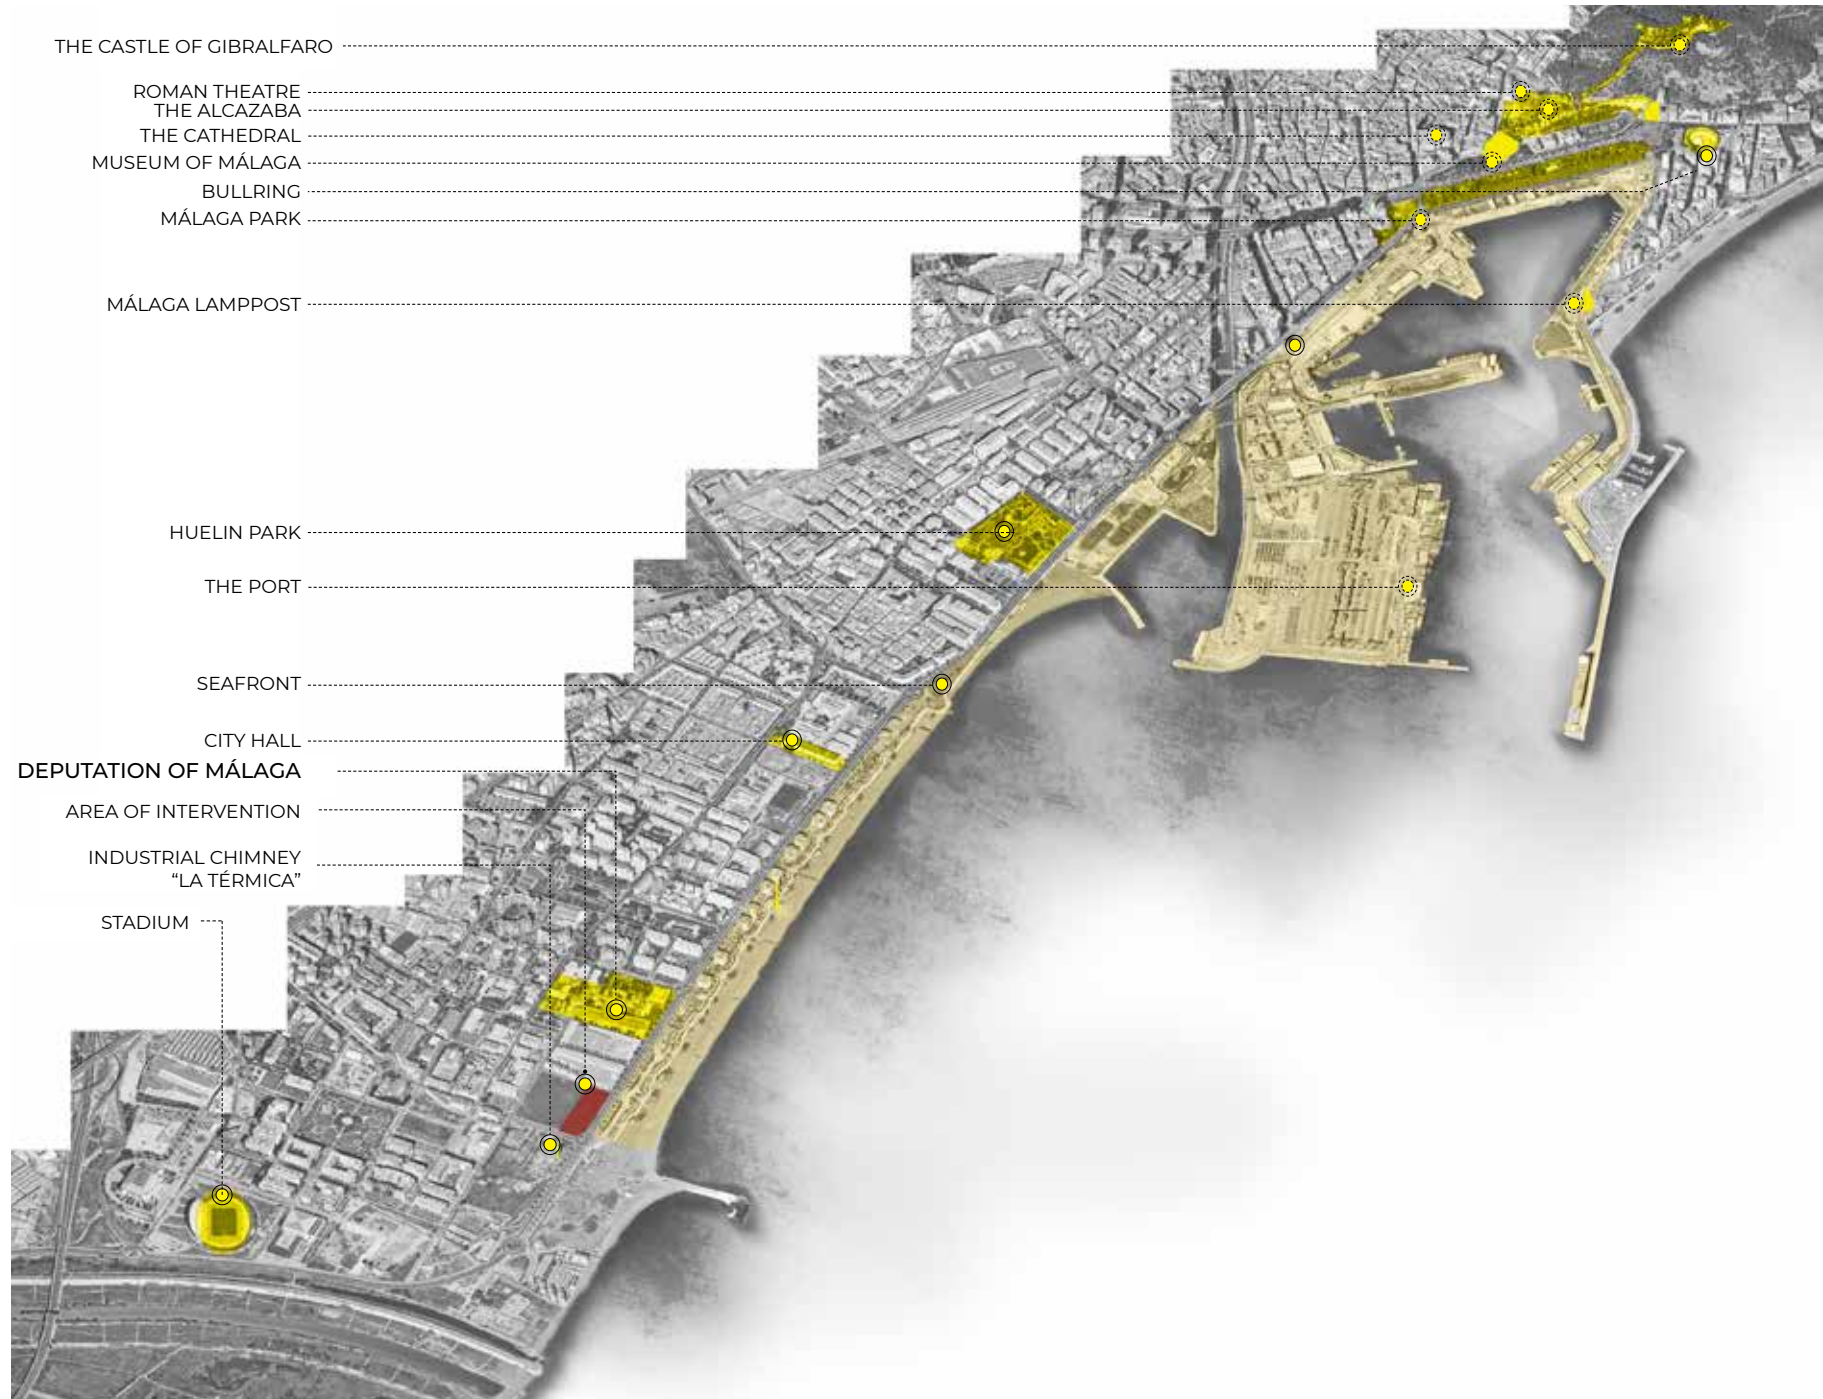 THE CASTLE OF GIBRALFARO
ROMAN THEATRE
THE ALCAZABA
THE CATHEDRAL
MUSEUM OF MÁLAGA
BULLRING
MÁLAGA PARK
MÁLAGA LAMPPOST
HUELIN PARK
THE PORT
SEAFRONT
CITY HALL
DEPUTATION OF MÁLAGA
AREA OF INTERVENTION
INDUSTRIAL CHIMNEY
“LA TÉRMICA”
STADIUM